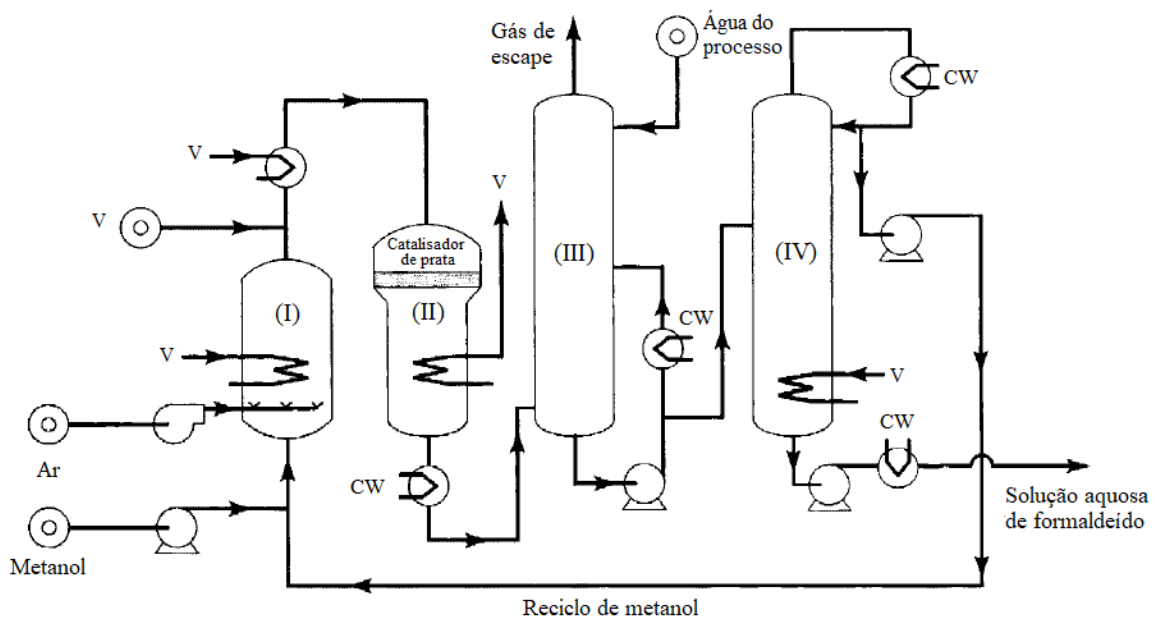 Gás de
escape
Água do
processo
CW
V
V
V
Catalisador
de prata
(I)
(II)
(III)
(IV)
V
CW
V
CW
CW
Ar
Metanol
Solução aquosa
de formaldeído
Reciclo de metanol